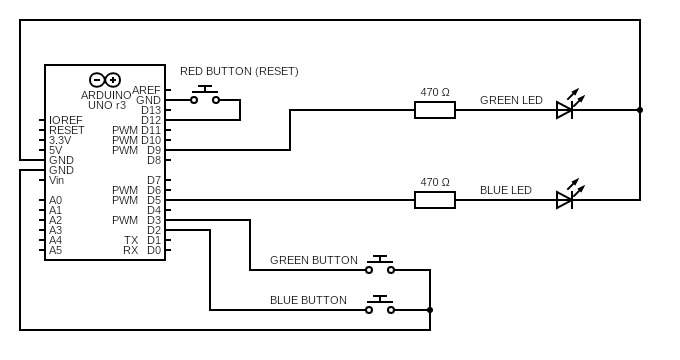 RED BUTTON (RESET)
ARDUINO
UNO r3
AREF
GND
D13
IOREF D12
RESET PWM D11
3.3V PWM D10
5V PWM D9
GND D8
GND
Vin D7
PWM D6
A0 PWM D5
A1 D4
A2 PWM D3
A3 D2
A4 TX D1
A5 RX D0
470 Ω GREEN LED
470 Ω BLUE LED
GREEN BUTTON
BLUE BUTTON